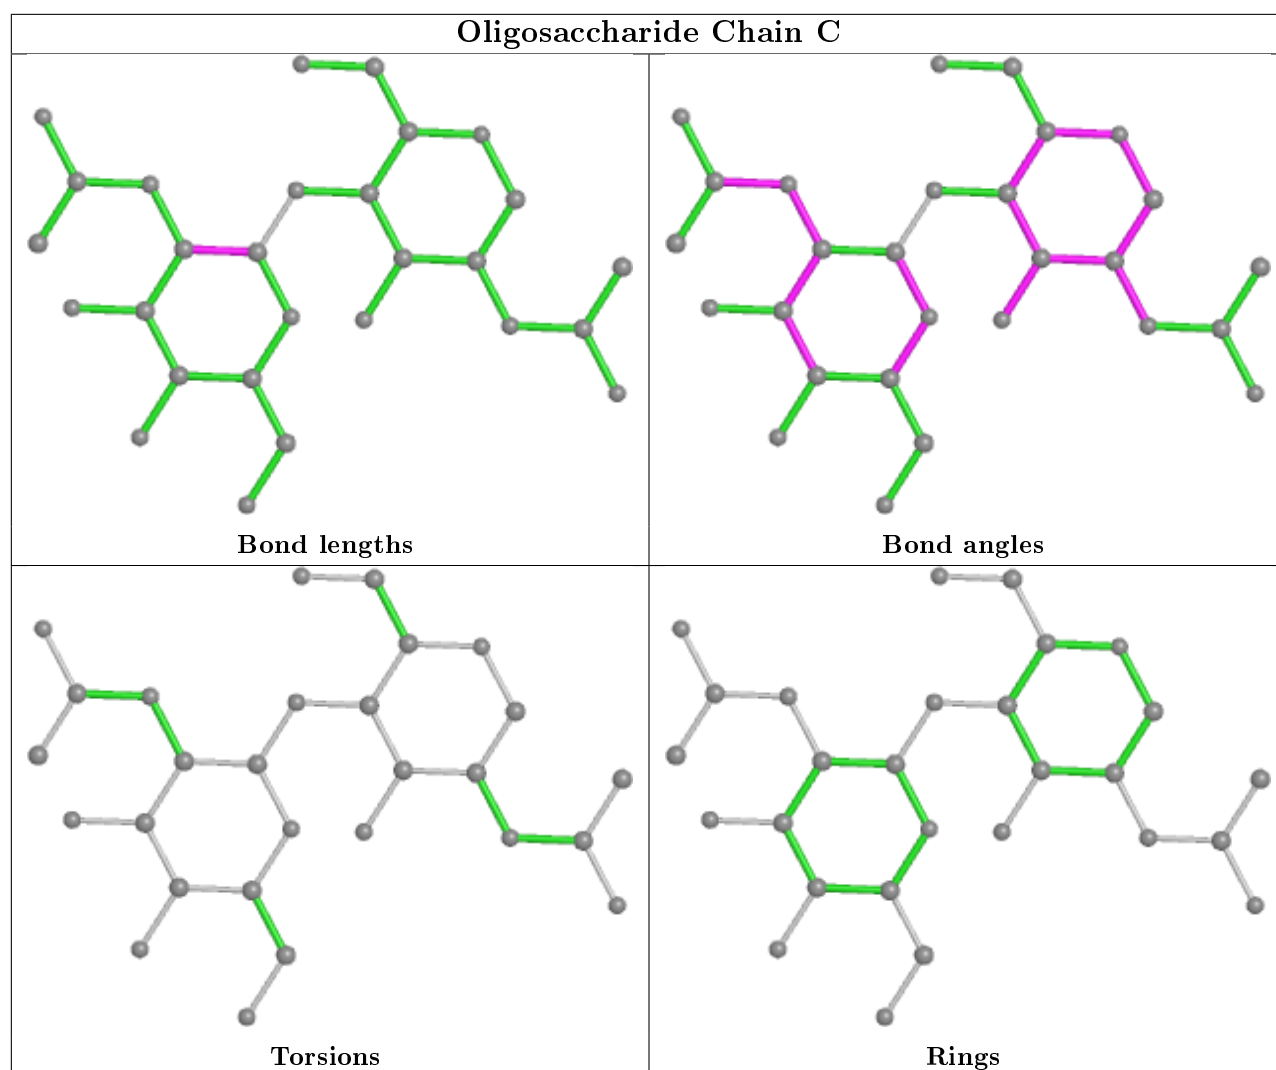 Oligosaccharide Chain C
Bond lengths
Bond angles
Torsions
Rings